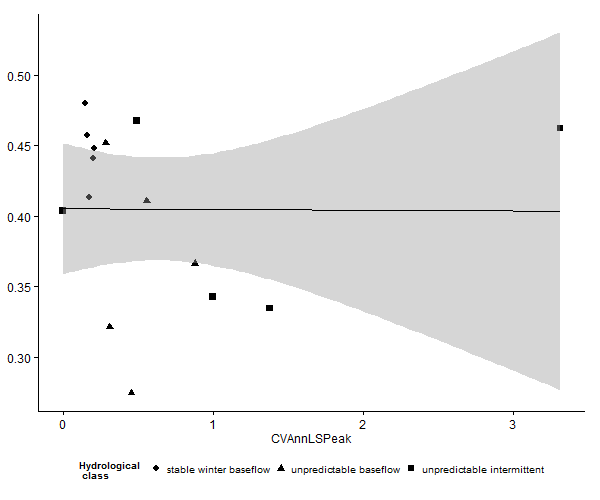 0.50
0.45
0.40
0.35
0.30
0
1
2
3
CVAnnLSPeak
Hydrological class
stable winter baseflow
unpredictable baseflow
unpredictable intermittent